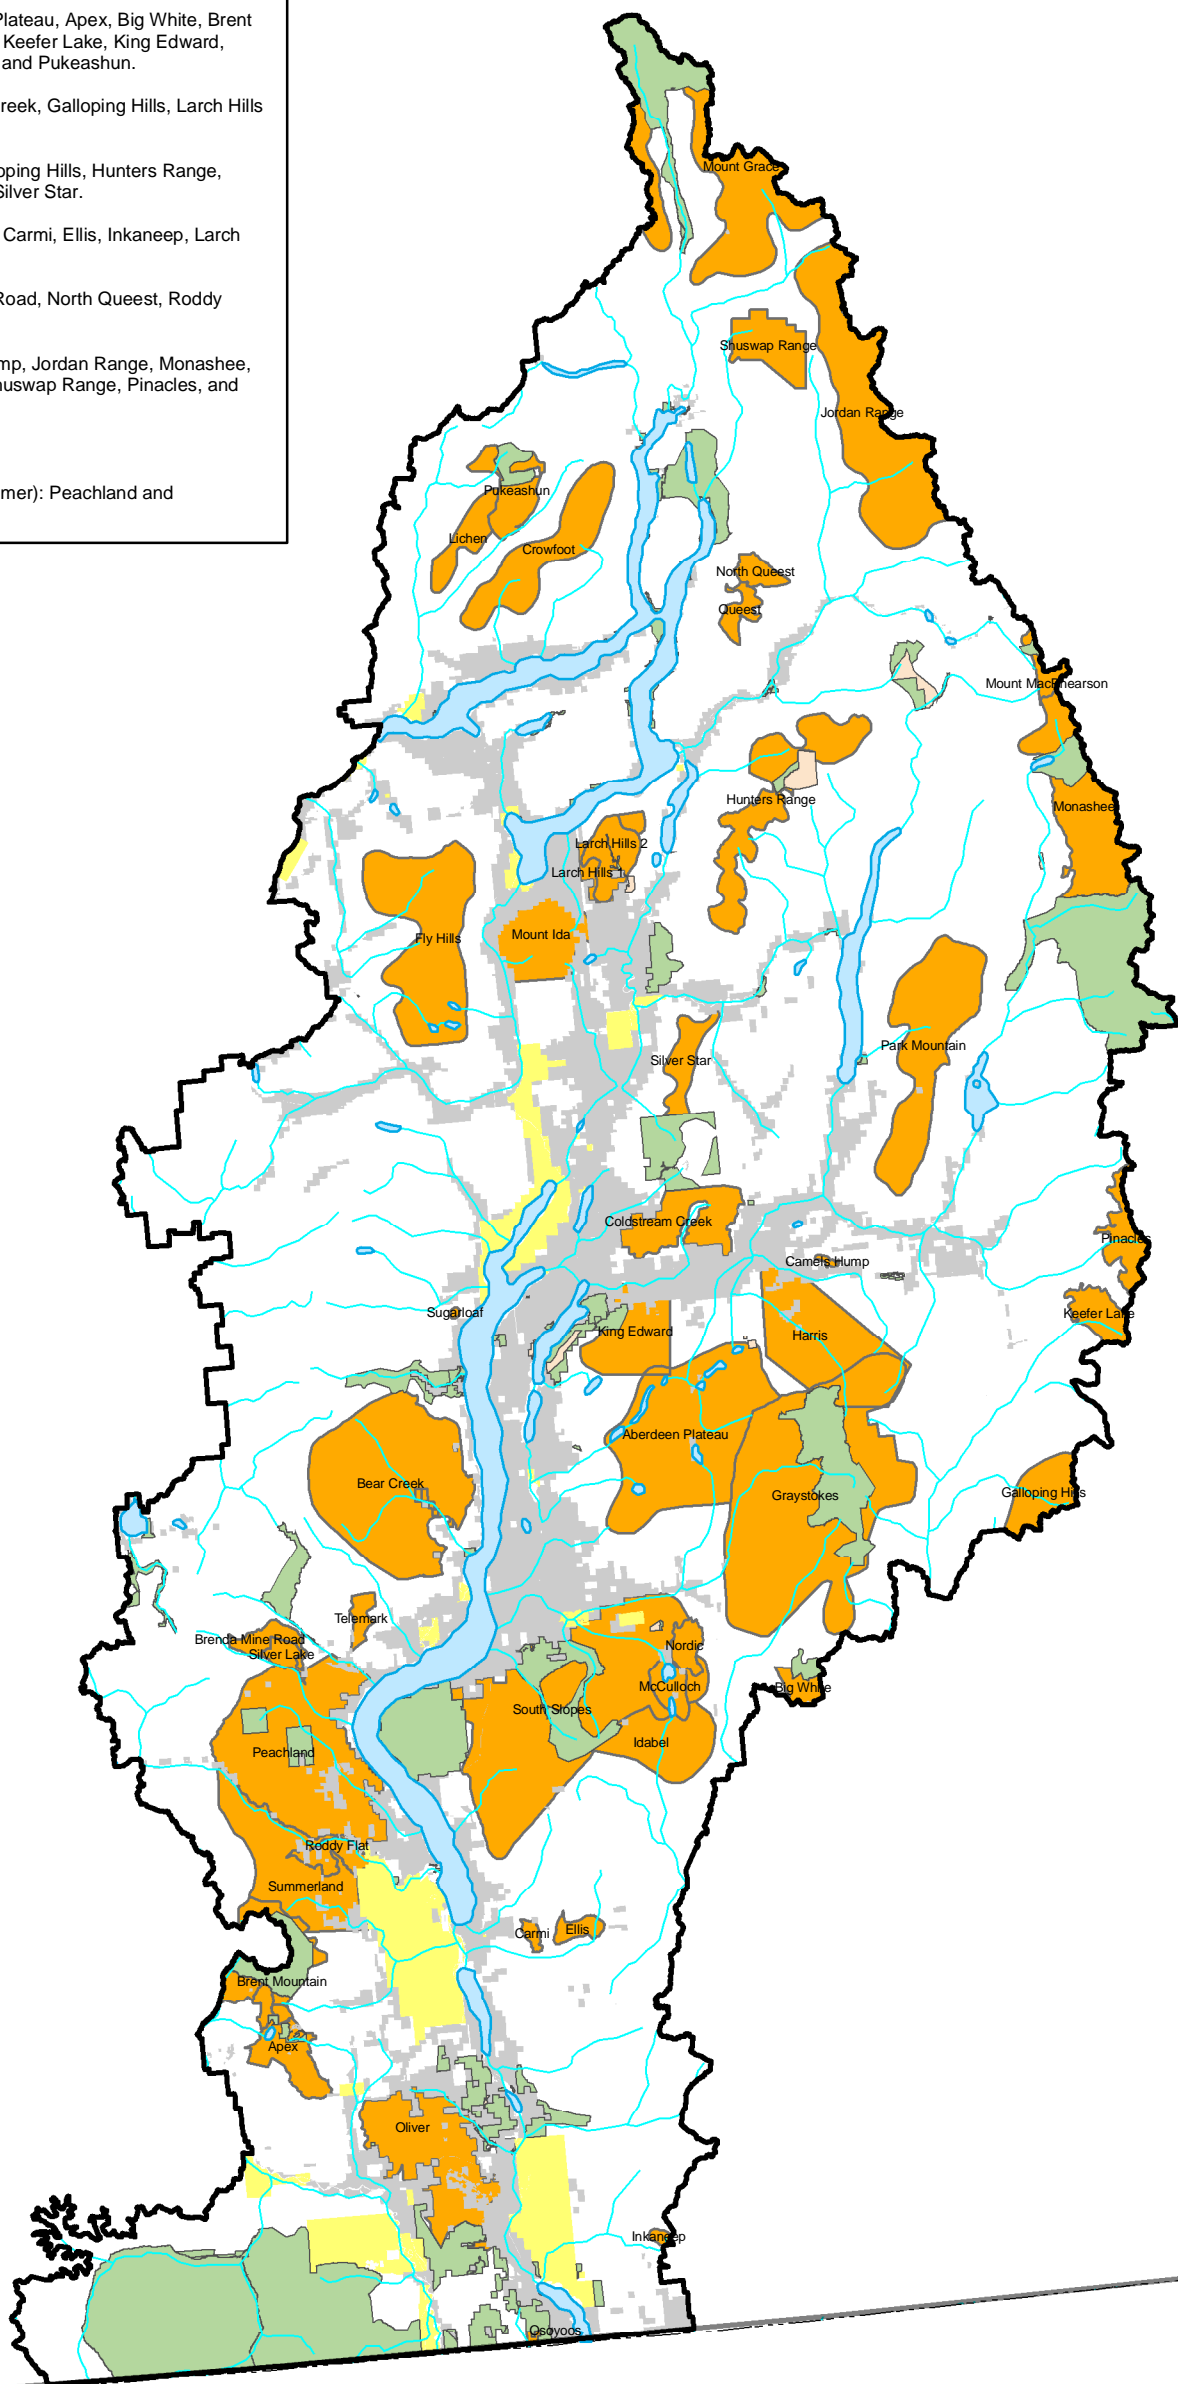 Plateau, Apex, Big White, Brent
Keefer Lake, King Edward,
and Pukeashun.
reek, Galloping Hills, Larch Hills
oping Hills, Hunters Range,
Silver Star.
Carmi, Ellis, Inkaneep, Larch
Road, North Queest, Roddy
mp, Jordan Range, Monashee,
huswap Range, Pinacles, and
mer): Peachland and
Mount Grace
Shuswap Range
Jordan Range
Pukeashun
Lichen
Crowfoot
North Queest
Queest
Mount MacPhearson
Hunters Range
Monashee
Larch Hills 2
Larch Hills 1
Mount Ida
Fly Hills
Silver Star
Park Mountain
Coldstream Creek
Pinacles
Camels Hump
Sugarloaf
Keefer Lake
King Edward
Harris
Aberdeen Plateau
Bear Creek
Galloping Hills
Graystokes
Telemark
Brenda Mine Road
Nordic
Silver Lake
McCulloch
Big White
South Slopes
Idabel
Peachland
Roddy Flat
Summerland
Carmi
Ellis
Brent Mountain
Apex
Oliver
Inkaneep
Osoyoos